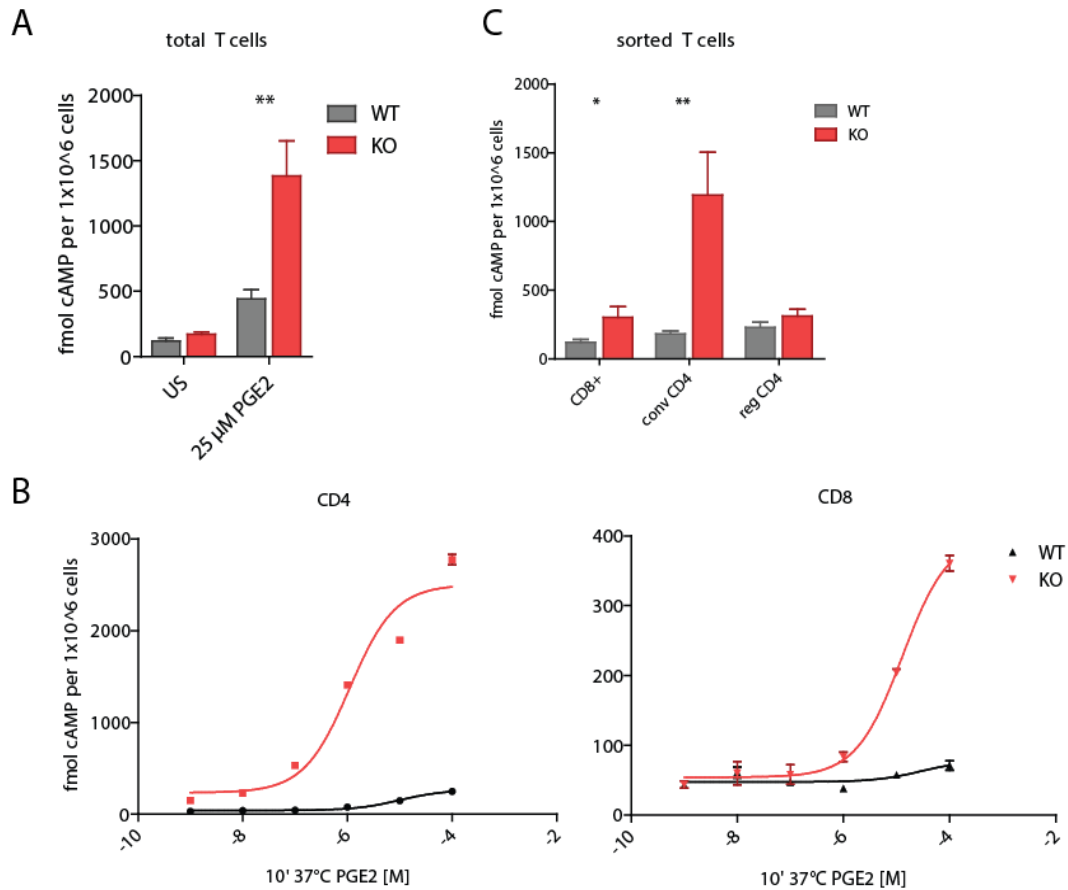 A
total T cells
fmol cAMP per 1x10^6 cells
2000
1500
1000
500
0
**
WT
KO
US
25 µM PGE2
C
sorted T cells
fmol cAMP per 1x10^6 cells
2000
1500
1000
500
0
*
**
WT
KO
CD8+
conv CD4
reg CD4
B
CD4
fmol cAMP per 1x10^6 cells
3000
2000
1000
0
-10
-8
-6
-4
-2
10' 37°C PGE2 [M]
CD8
400
300
200
100
0
-10
-8
-6
-4
-2
10' 37°C PGE2 [M]
WT
KO